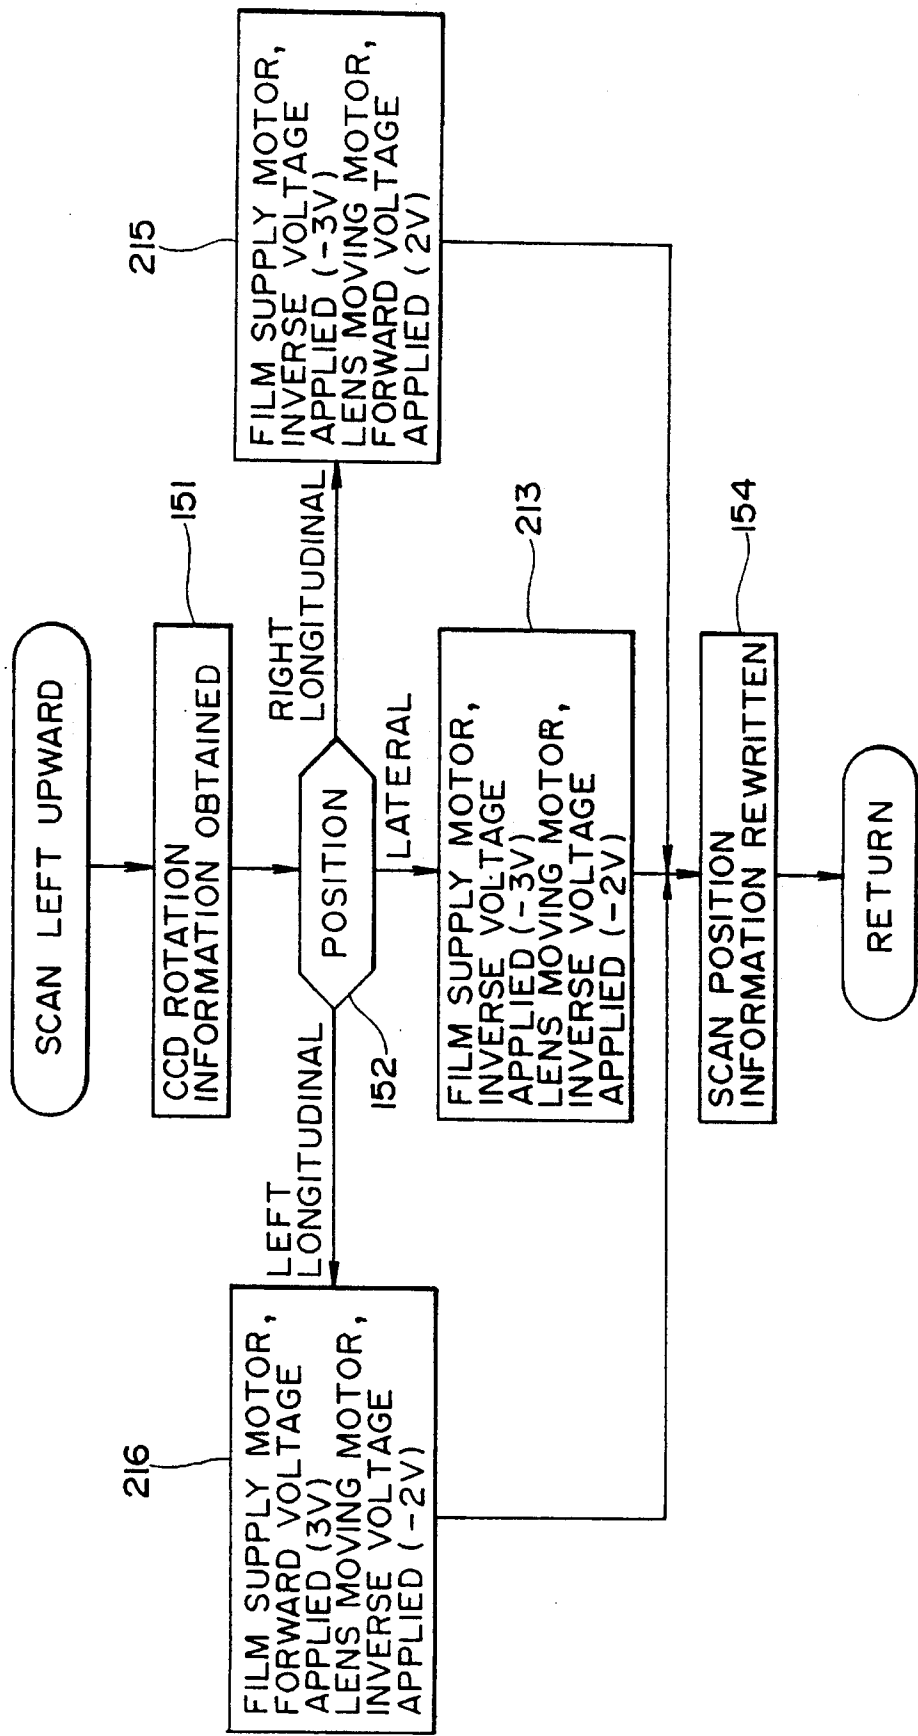 SCAN LEFT UPWARD
151
CCD ROTATION
INFORMATION OBTAINED
152
POSITION
LEFT
LONGITUDINAL
RIGHT
LONGITUDINAL
LATERAL
216
FILM SUPPLY MOTOR,
FORWARD VOLTAGE
APPLIED (3V)
LENS MOVING MOTOR,
INVERSE VOLTAGE
APPLIED (-2V)
215
FILM SUPPLY MOTOR,
INVERSE VOLTAGE
APPLIED (-3V)
LENS MOVING MOTOR,
FORWARD VOLTAGE
APPLIED (2V)
213
FILM SUPPLY MOTOR,
INVERSE VOLTAGE
APPLIED (-3V)
LENS MOVING MOTOR,
INVERSE VOLTAGE
APPLIED (-2V)
154
SCAN POSITION
INFORMATION REWRITTEN
RETURN